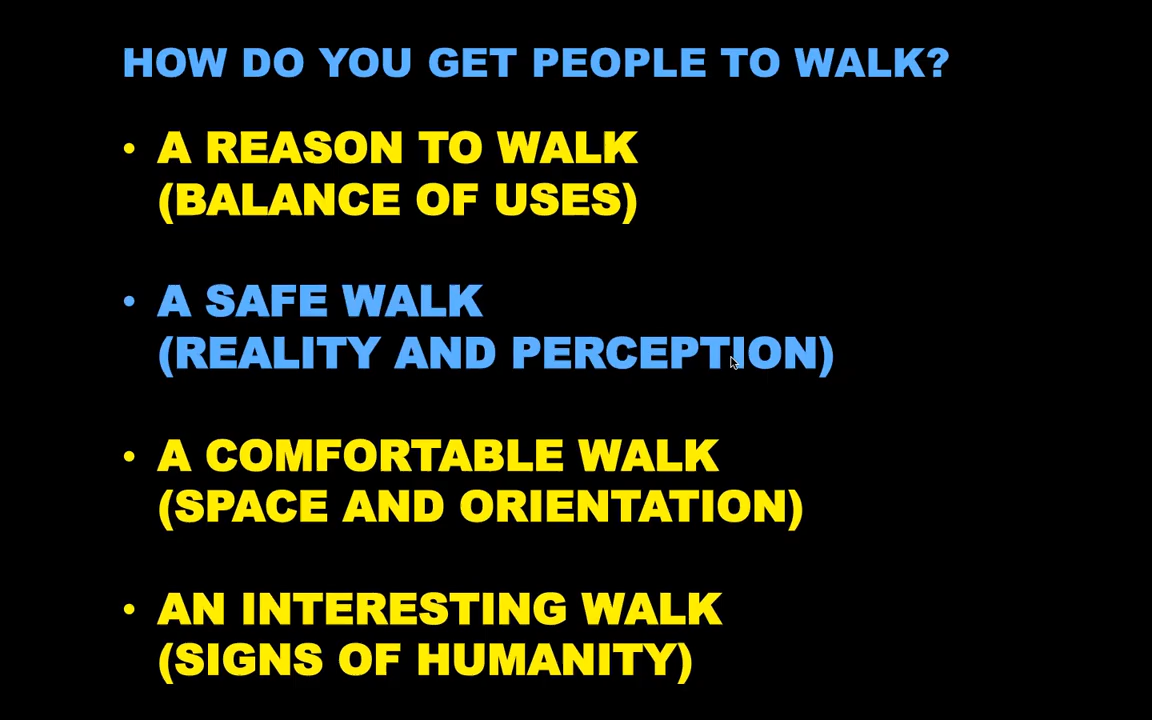 HOW DO YOU GET PEOPLE TO WALK?
• A REASON TO WALK
(BALANCE OF USES)
• A SAFE WALK
(REALITY AND PERCEPTION)
• A COMFORTABLE WALK
(SPACE AND ORIENTATION)
• AN INTERESTING WALK
(SIGNS OF HUMANITY)